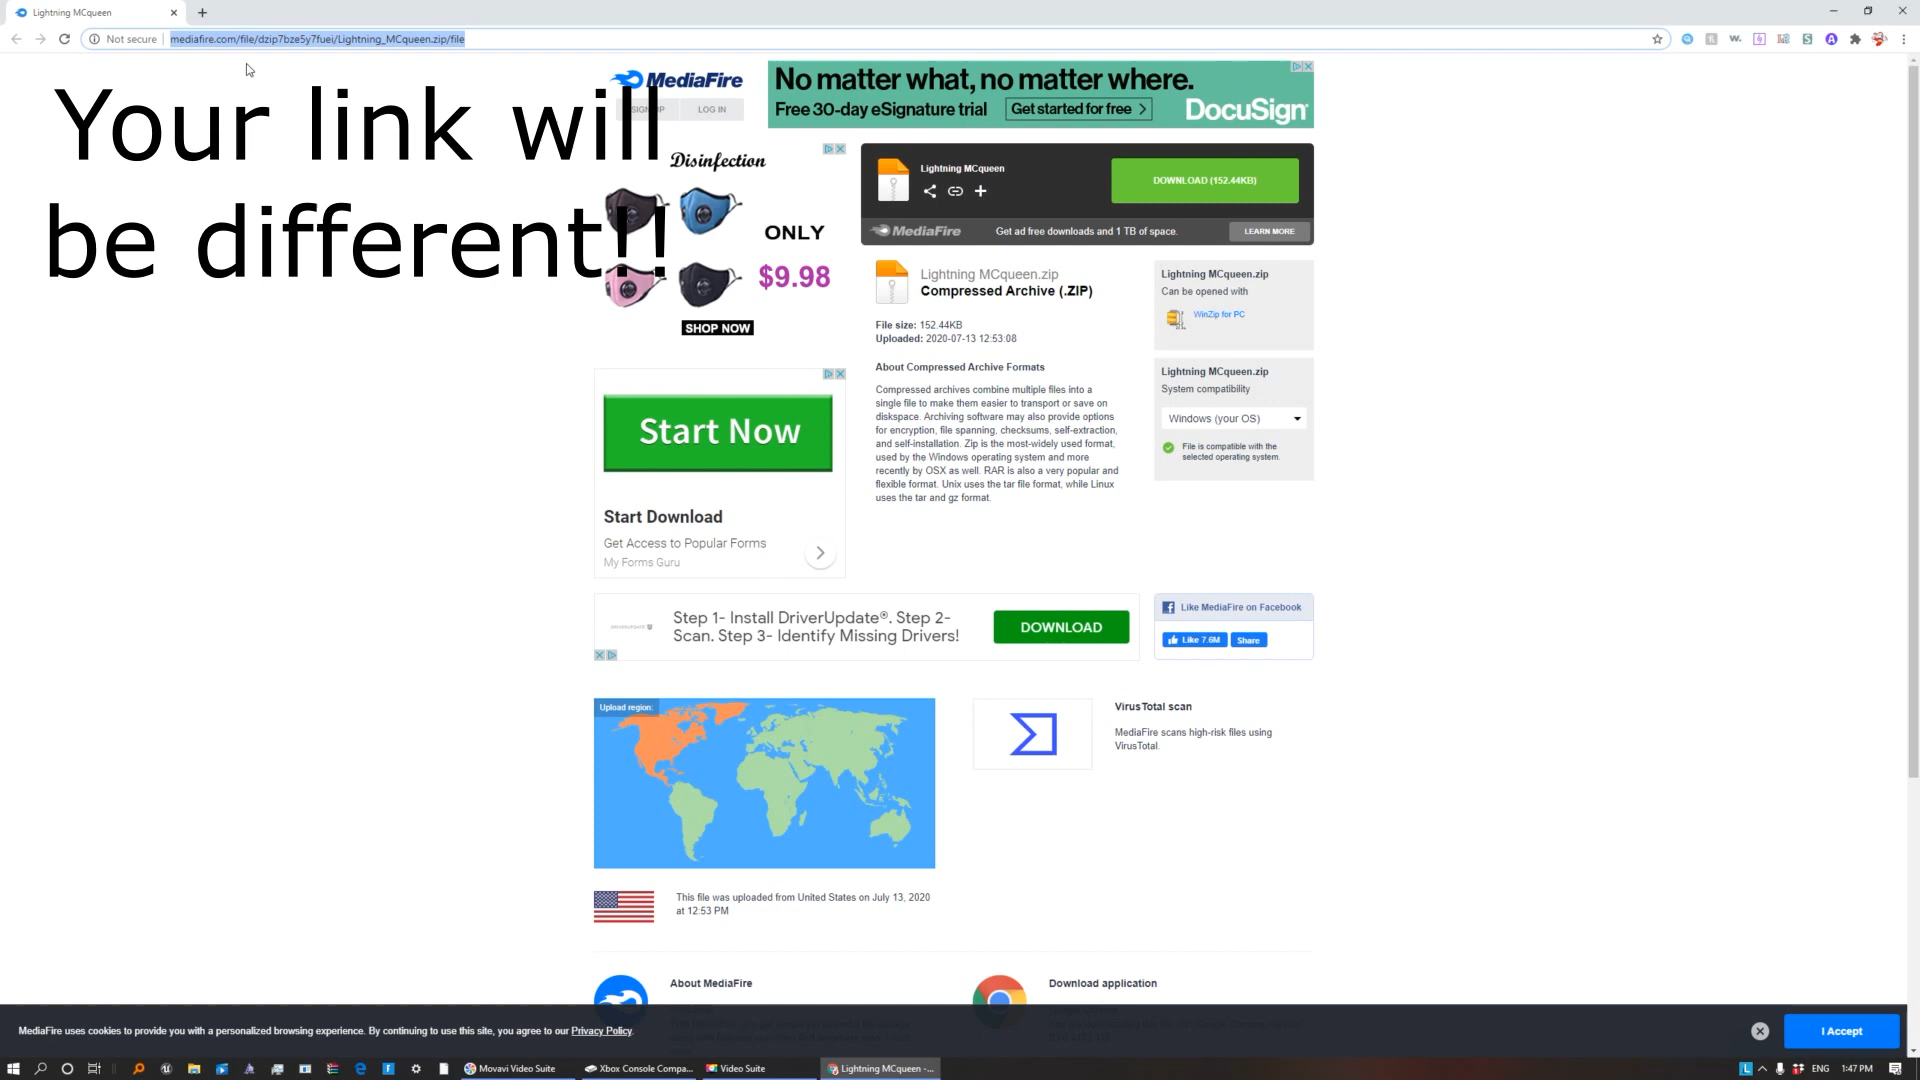 Lightning MCqueen
Not secure
mediafire.com/file/dzip7bze5y7fuei/Lightning_MCqueen.zip/file
Your link will
be different!!
MediaFire
LOG IN
No matter what, no matter where.
Free 30-day eSignature trial
Get started for free >
DocuSign
Disinfection
ONLY
$9.98
SHOP NOW
Lightning MCqueen
DOWNLOAD (152.44KB)
MediaFire
Get ad free downloads and 1 TB of space.
LEARN MORE
Lightning MCqueen.zip
Compressed Archive (.ZIP)
File size: 152.44KB
Uploaded: 2020-07-13 12:53:08
About Compressed Archive Formats
Compressed archives combine multiple files into a
single file to make them easier to transport or save on
diskspace. Archiving software may also provide options
for encryption, file spanning, checksums, self-extraction,
and self-installation. Zip is the most-widely used format,
used by the Windows operating system and more
recently by OSX as well. RAR is also a very popular and
flexible format. Unix uses the tar file format, while Linux
uses the tar and gz format.
Lightning MCqueen.zip
Can be opened with
WinZip for PC
Lightning MCqueen.zip
System compatibility
Windows (your OS)
File is compatible with the
selected operating system.
Start Now
Start Download
Get Access to Popular Forms
My Forms Guru
Step 1- Install DriverUpdate®. Step 2-
Scan. Step 3- Identify Missing Drivers!
DOWNLOAD
Like MediaFire on Facebook
Like 7.6M
Share
Upload region:
VirusTotal scan
MediaFire scans high-risk files using
VirusTotal.
This file was uploaded from United States on July 13, 2020
at 12:53 PM
About MediaFire
Download application
MediaFire uses cookies to provide you with a personalized browsing experience. By continuing to use this site, you agree to our Privacy Policy.
I Accept
Movavi Video Suite
Xbox Console Compa...
Video Suite
Lightning MCqueen -...
ENG
1:47 PM